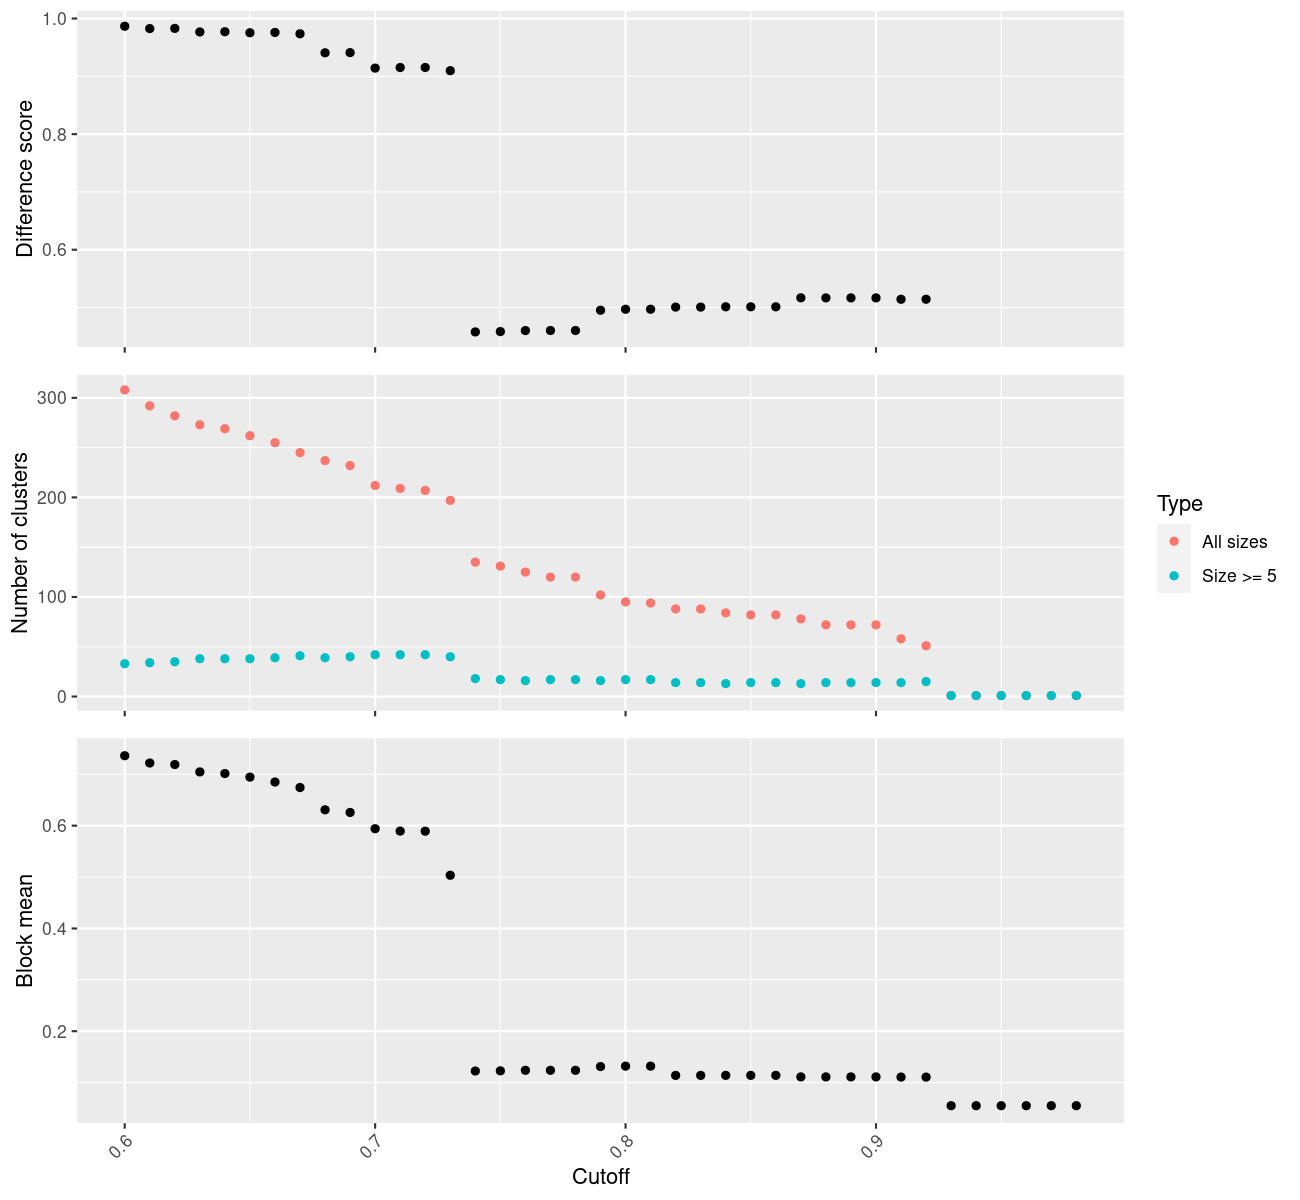 Difference score
1.0
0.8
0.6
Number of clusters
300
200
100
0
Type
All sizes
Size >= 5
Block mean
0.6
0.4
0.2
0.6
0.7
0.8
0.9
Cutoff